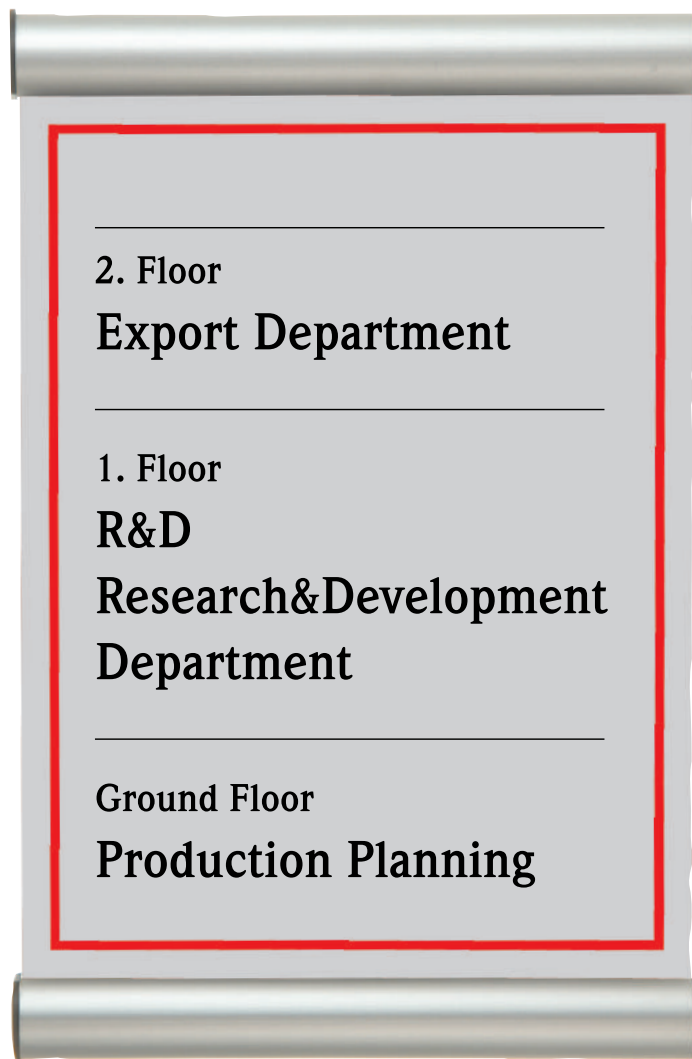 2. Floor
Export Department
1. Floor
R&D
Research&Development
Department
Ground Floor
Production Planning